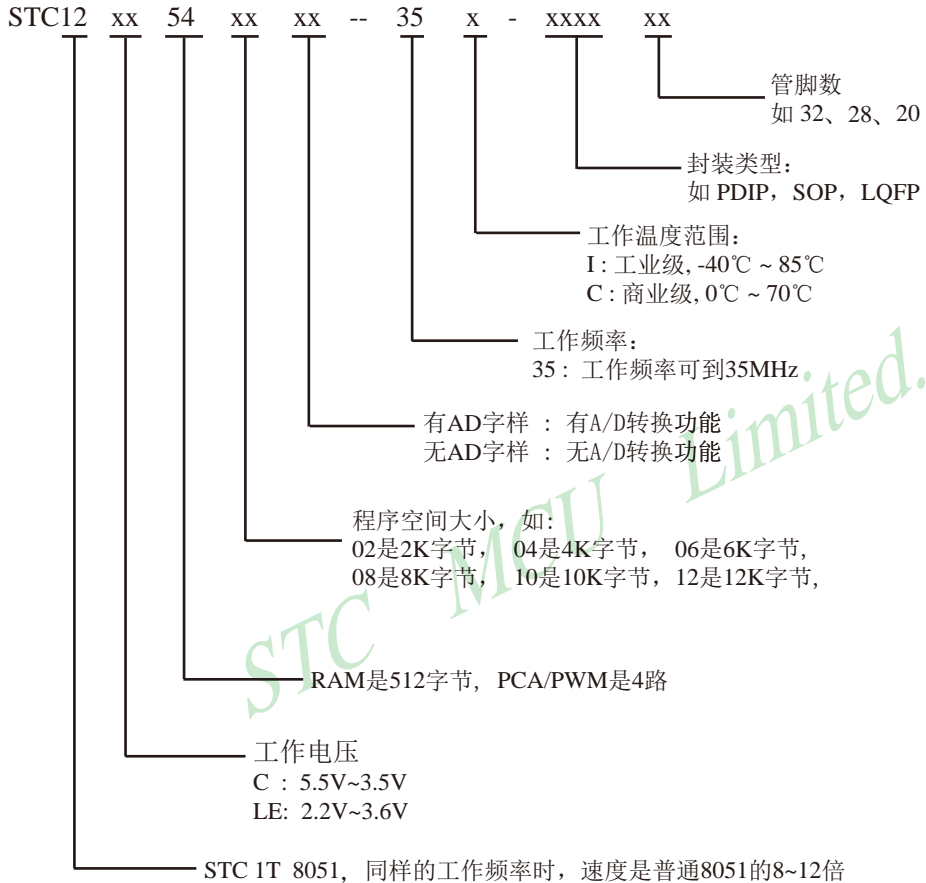 STC12 xx 54 xx xx -- 35 x - xxxx xx
管脚数
如 32、28、20
封装类型：
如 PDIP，SOP，LQFP
工作温度范围：
I : 工业级, -40℃ ~ 85℃
C : 商业级, 0℃ ~ 70℃
工作频率：
35 : 工作频率可到35MHz
有AD字样 : 有A/D转换功能
无AD字样 : 无A/D转换功能
程序空间大小，如:
02是2K字节， 04是4K字节， 06是6K字节,
08是8K字节， 10是10K字节，12是12K字节,
RAM是512字节, PCA/PWM是4路
工作电压
C : 5.5V~3.5V
LE: 2.2V~3.6V
STC 1T 8051, 同样的工作频率时，速度是普通8051的8~12倍
STC MCU Limited.